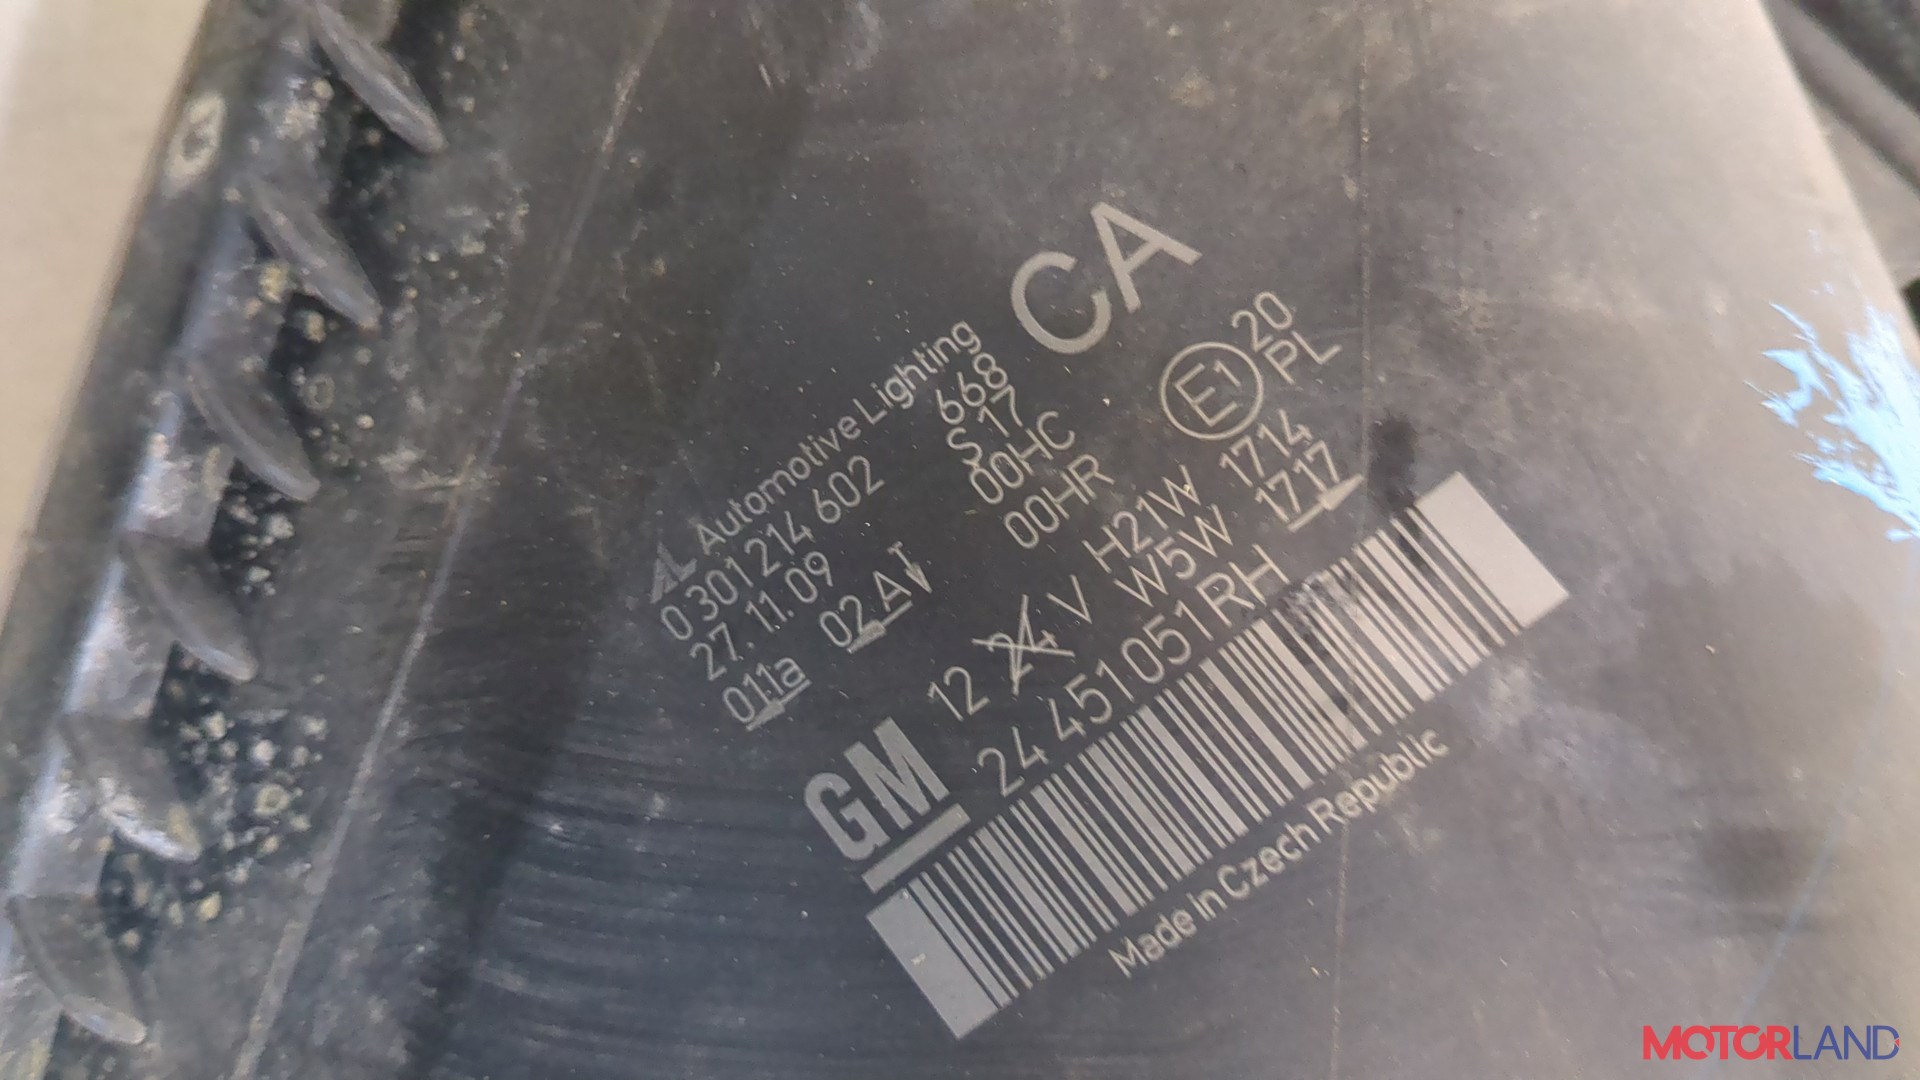 CA
AL Automotive Lighting
0 301 214 602 668
27.11.09 S 17
011a 02 A 00HC
00HR
E1 20
PL
12 24 V H21W 1714
W5W 1717
GM 24 451 051 RH
Made in Czech Republic
MOTORLAND